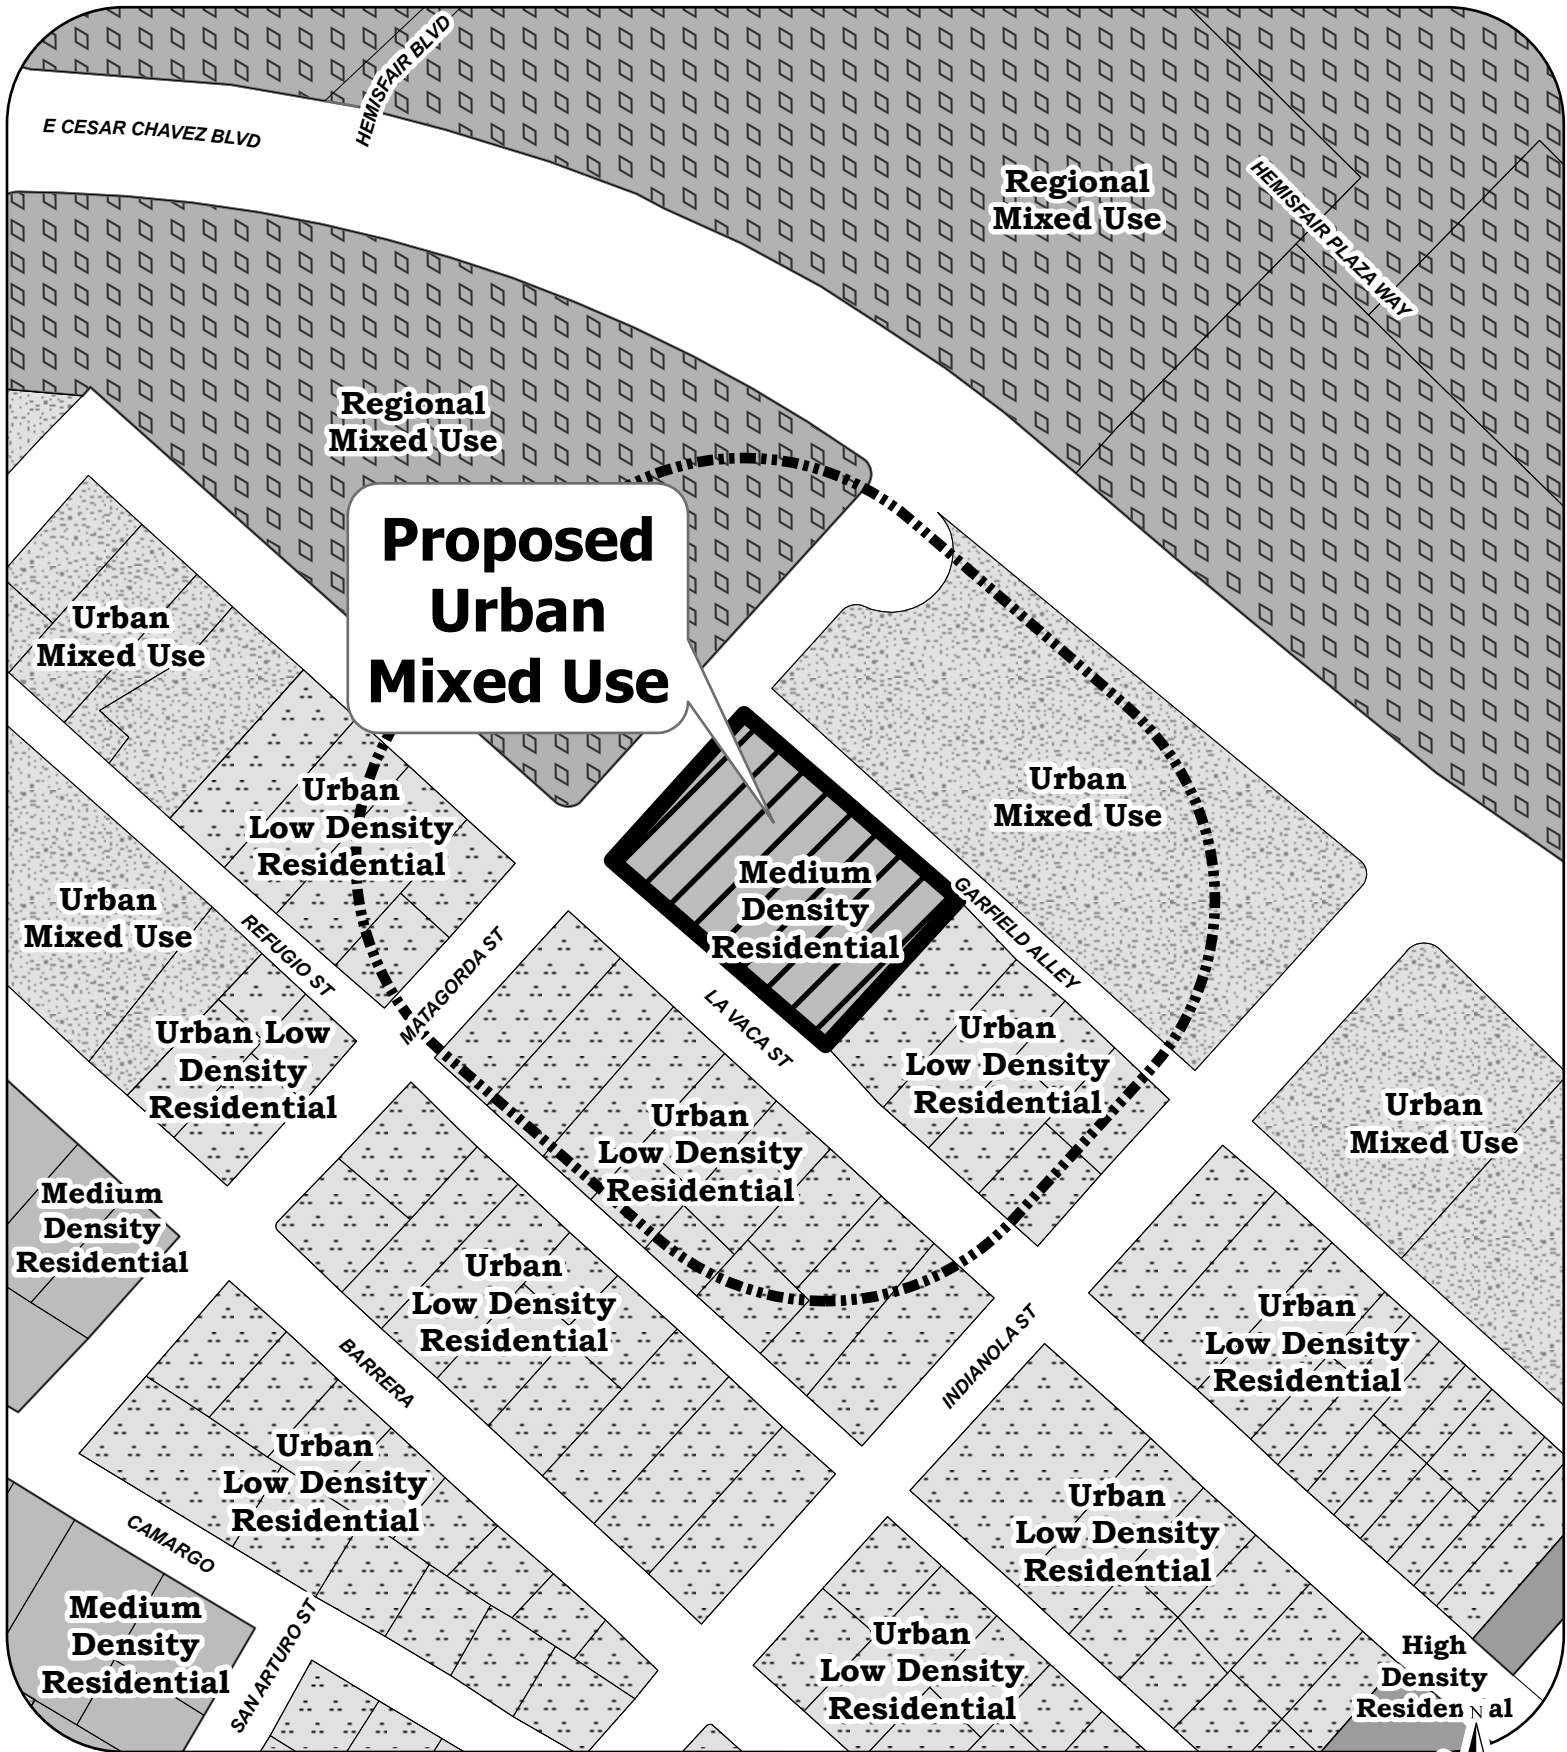 HEMISFAIR BLVD
E CESAR CHAVEZ BLVD
Regional
Mixed Use
HEMISFAIR PLAZA WAY
Regional
Mixed Use
Proposed
Urban
Mixed Use
Urban
Mixed Use
Urban
Low Density
Residential
Urban
Mixed Use
Medium
Density
Residential
GARFIELD ALLEY
Urban
Mixed Use
REFUGIO ST
MATAGORDA ST
LA VACA ST
Urban Low
Density
Residential
Urban
Low Density
Residential
Urban
Low Density
Residential
Urban
Mixed Use
Medium
Density
Residential
Urban
Low Density
Residential
Urban
Low Density
Residential
BARRERA
INDIANOLA ST
Urban
Low Density
Residential
Urban
Low Density
Residential
CAMARGO
Medium
Density
Residential
SAN ARTURO ST
Urban
Low Density
Residential
High
Density
Residen al
N